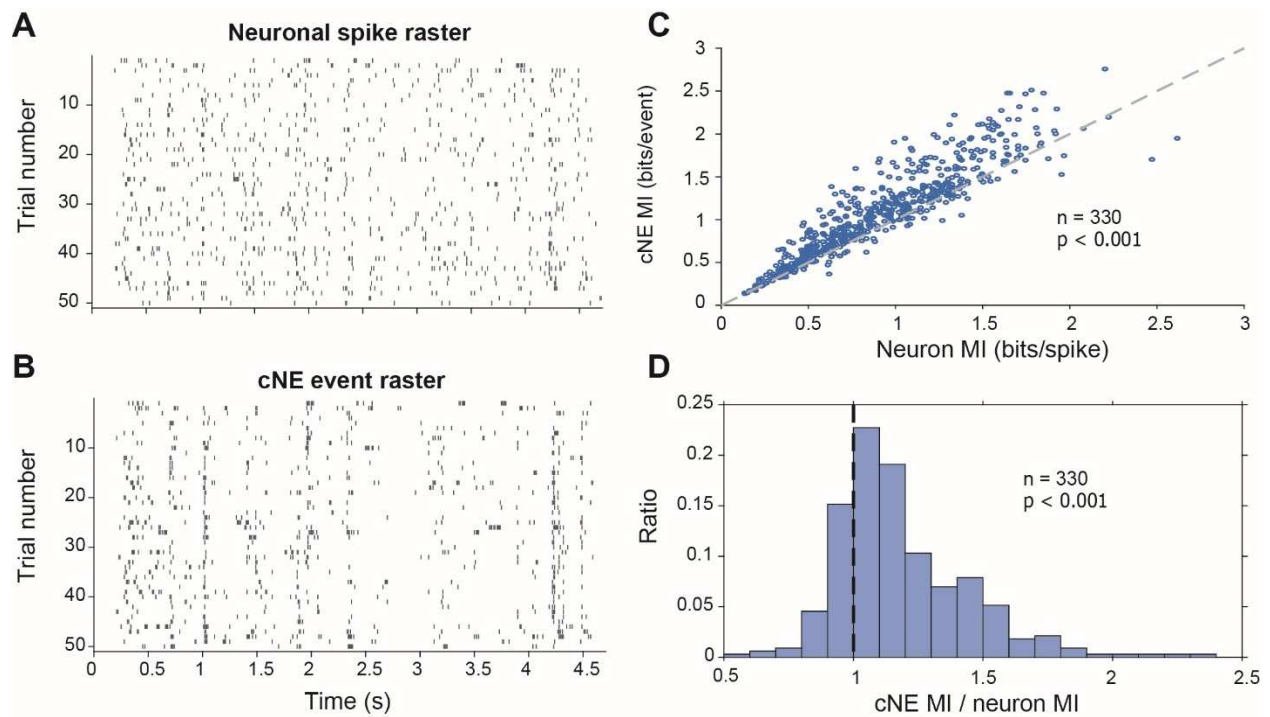 A
Neuronal spike raster
Trial number
10
20
30
40
50
B
cNE event raster
Trial number
10
20
30
40
50
0
0.5
1
1.5
2
2.5
3
3.5
4
4.5
Time (s)
C
cNE MI (bits/event)
3
2.5
2
1.5
1
0.5
0
n = 330
p < 0.001
0
0.5
1
1.5
2
2.5
3
Neuron MI (bits/spike)
D
Ratio
0.25
0.2
0.15
0.1
0.05
0
n = 330
p < 0.001
0.5
1
1.5
2
2.5
cNE MI / neuron MI